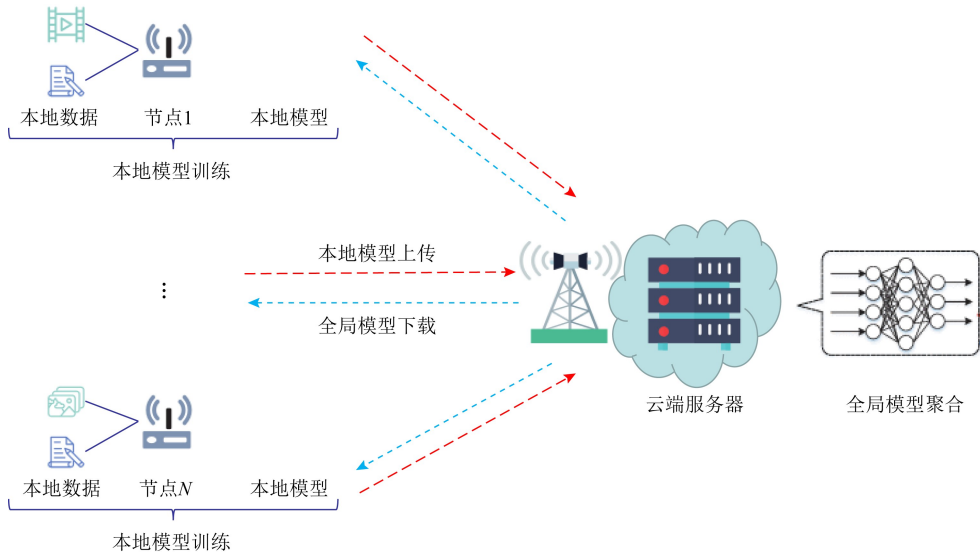 本地数据 节点1 本地模型
本地模型训练
本地模型上传
⋮
全局模型下载
云端服务器 全局模型聚合
本地数据 节点N 本地模型
本地模型训练